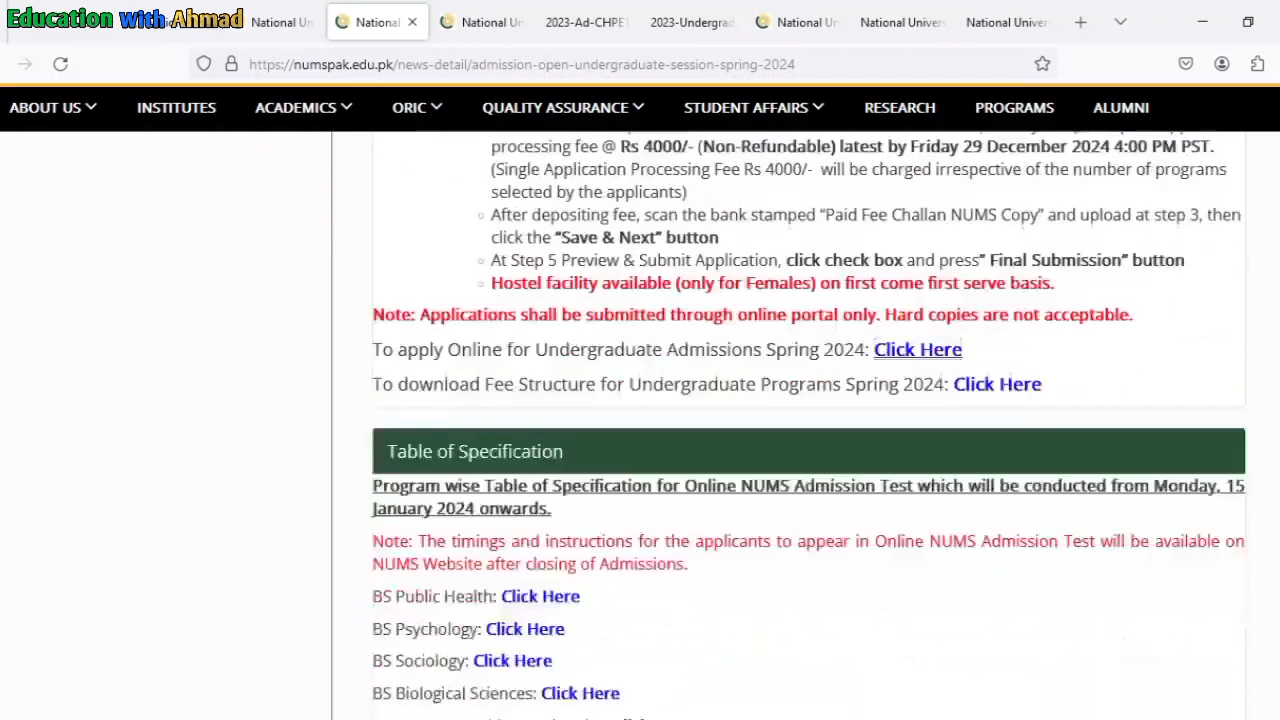 Education with Ahmad
National Un
National
National Un
2023-Ad-CHPE
2023-Undergrad
National Un
National Univers
National Univer
https://numspak.edu.pk/news-detail/admission-open-undergraduate-session-spring-2024
ABOUT US INSTITUTES ACADEMICS ORIC QUALITY ASSURANCE STUDENT AFFAIRS RESEARCH PROGRAMS ALUMNI
processing fee @ Rs 4000/- (Non-Refundable) latest by Friday 29 December 2024 4:00 PM PST.
(Single Application Processing Fee Rs 4000/- will be charged irrespective of the number of programs
selected by the applicants)
After depositing fee, scan the bank stamped “Paid Fee Challan NUMS Copy” and upload at step 3, then
click the “Save & Next” button
At Step 5 Preview & Submit Application, click check box and press” Final Submission” button
Hostel facility available (only for Females) on first come first serve basis.
Note: Applications shall be submitted through online portal only. Hard copies are not acceptable.
To apply Online for Undergraduate Admissions Spring 2024: Click Here
To download Fee Structure for Undergraduate Programs Spring 2024: Click Here
Table of Specification
Program wise Table of Specification for Online NUMS Admission Test which will be conducted from Monday, 15
January 2024 onwards.
Note: The timings and instructions for the applicants to appear in Online NUMS Admission Test will be available on
NUMS Website after closing of Admissions.
BS Public Health: Click Here
BS Psychology: Click Here
BS Sociology: Click Here
BS Biological Sciences: Click Here